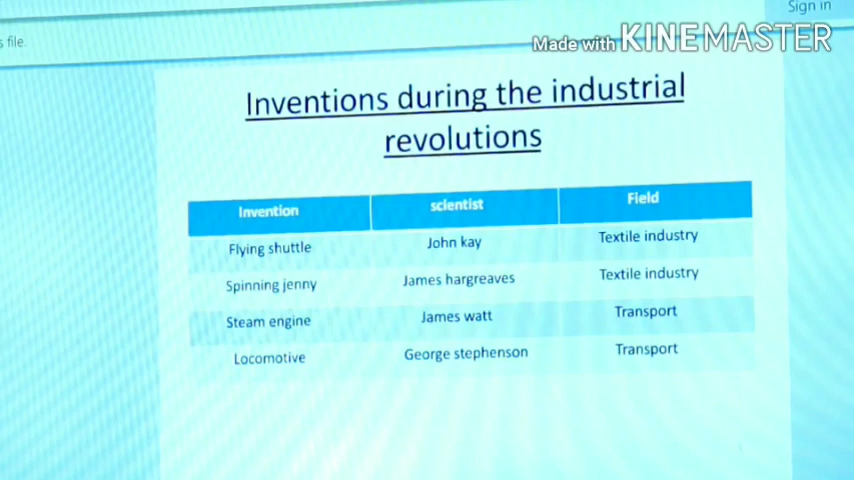 Sign in
s file.
Made with KINEMASTER
Inventions during the industrial
revolutions
Invention scientist Field
Flying shuttle John kay Textile industry
Spinning jenny James hargreaves Textile industry
Steam engine James watt Transport
Locomotive George stephenson Transport